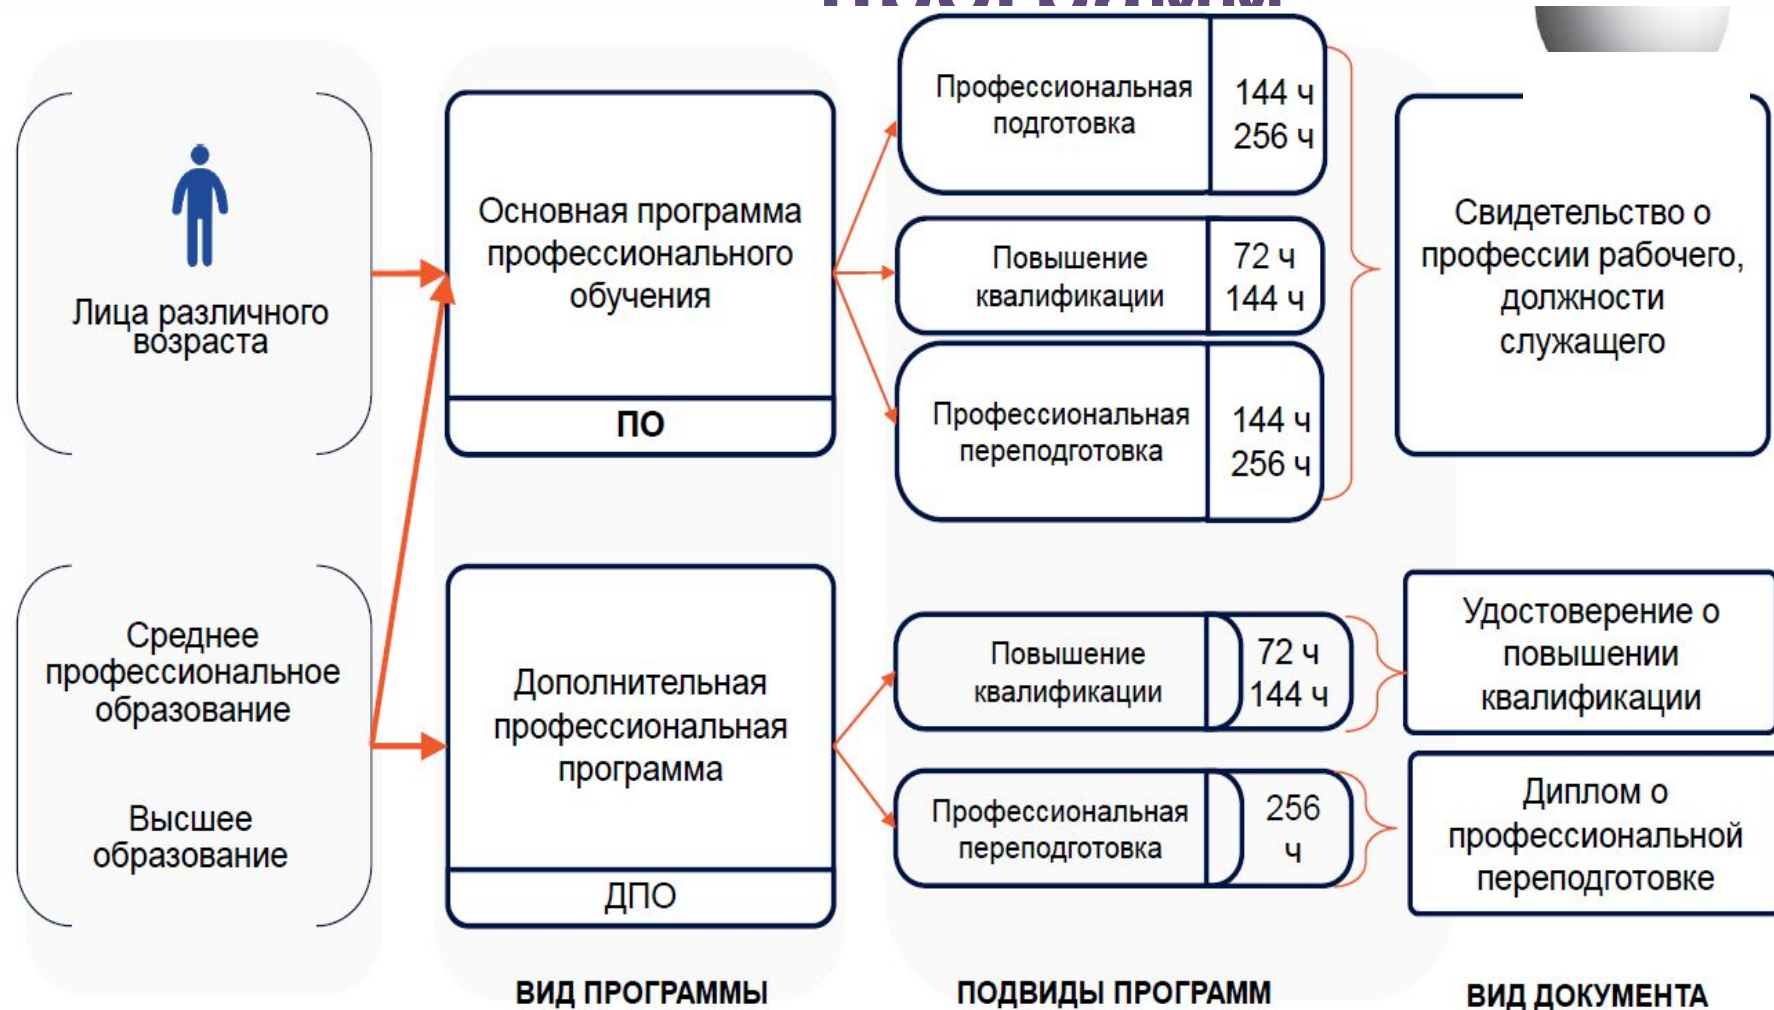 Лица различного
возраста
Среднее
профессиональное
образование
Высшее
образование
Основная программа
профессионального
обучения
ПО
Дополнительная
профессиональная
программа
ДПО
ВИД ПРОГРАММЫ
Профессиональная
подготовка
144 ч
256 ч
Повышение
квалификации
72 ч
144 ч
Профессиональная
переподготовка
144 ч
256 ч
Повышение
квалификации
72 ч
144 ч
Профессиональная
переподготовка
256
ч
ПОДВИДЫ ПРОГРАММ
Свидетельство о
профессии рабочего,
должности
служащего
Удостоверение о
повышении
квалификации
Диплом о
профессиональной
переподготовке
ВИД ДОКУМЕНТА